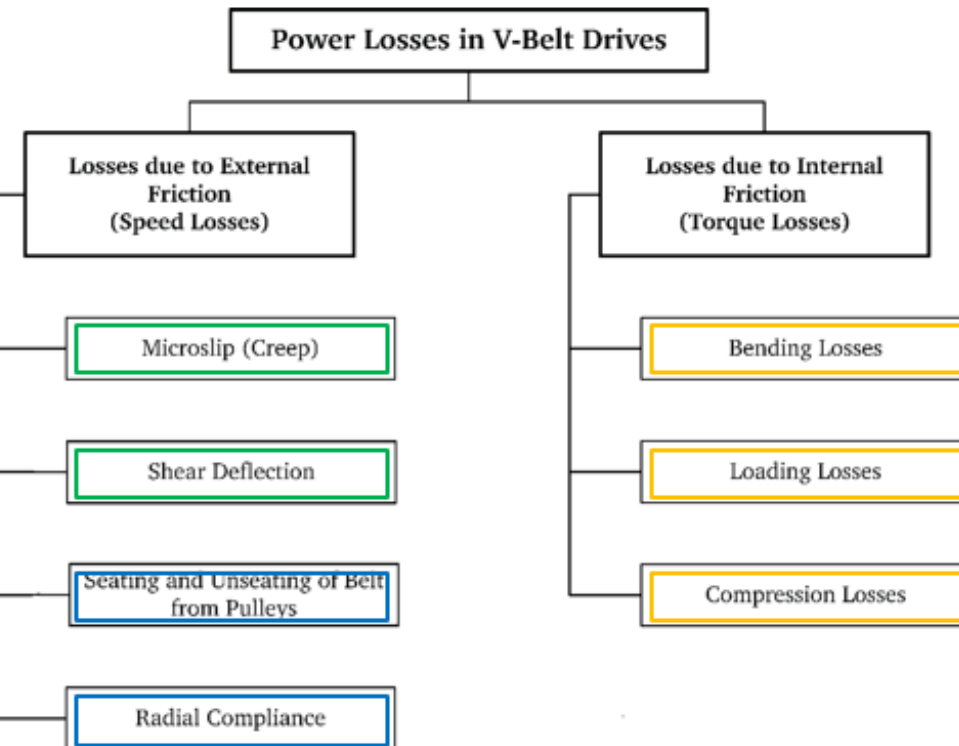 Power Losses in V-Belt Drives
Losses due to External
Friction
(Speed Losses)
Losses due to Internal
Friction
(Torque Losses)
Microslip (Creep)
Shear Deflection
Seating and Unseating of Belt
from Pulleys
Radial Compliance
Bending Losses
Loading Losses
Compression Losses